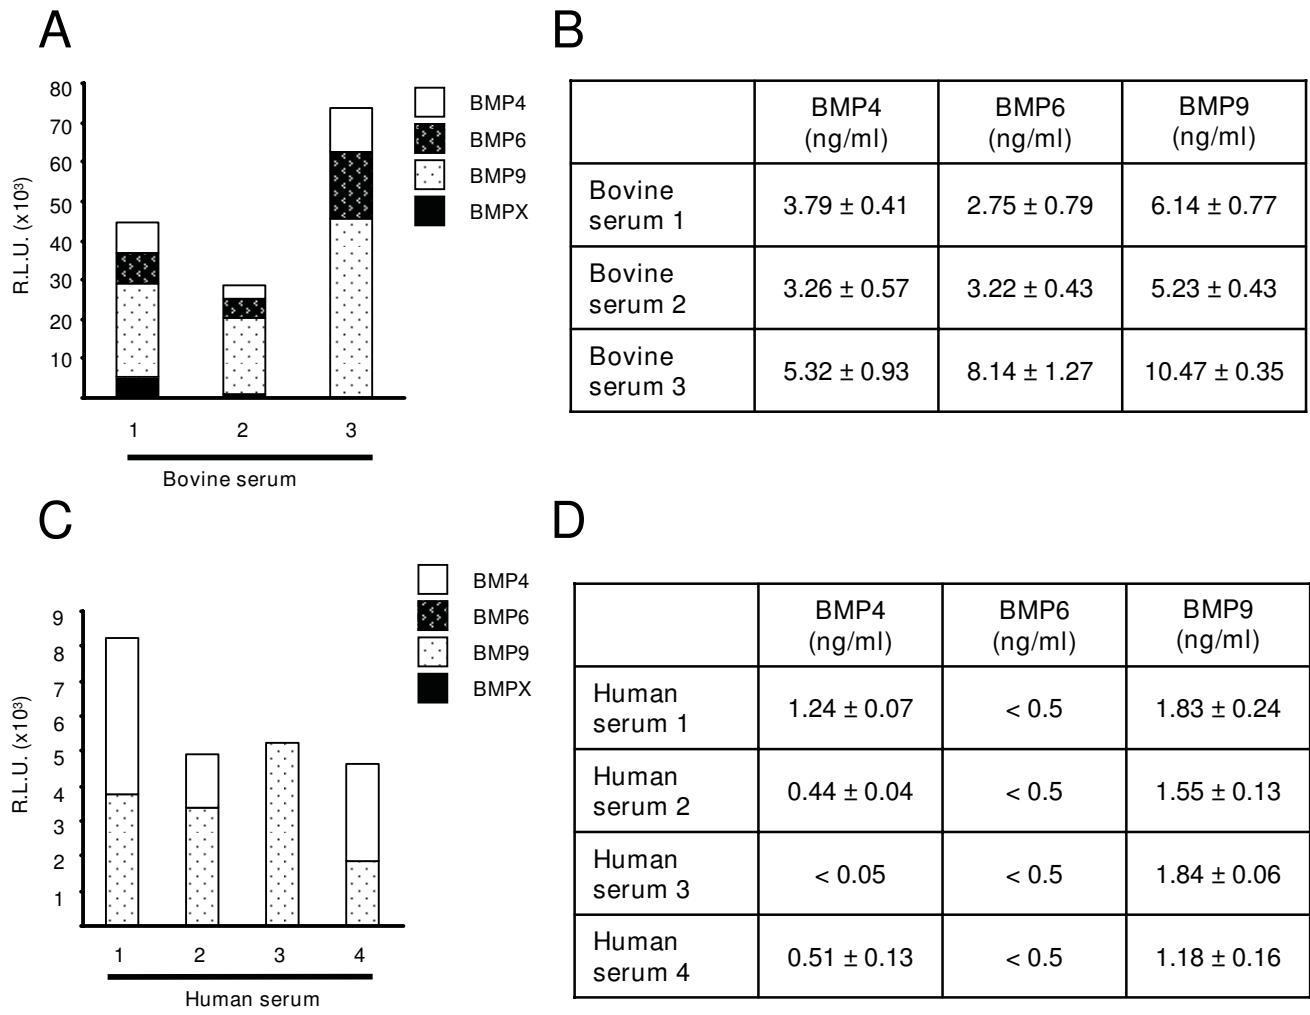 A
80
70
60
50
40
30
20
10
R.L.U. (x10³)
1 2 3
Bovine serum
BMP4
BMP6
BMP9
BMPX
B
BMP4 (ng/ml) BMP6 (ng/ml) BMP9 (ng/ml)
Bovine serum 1 3.79 ± 0.41 2.75 ± 0.79 6.14 ± 0.77
Bovine serum 2 3.26 ± 0.57 3.22 ± 0.43 5.23 ± 0.43
Bovine serum 3 5.32 ± 0.93 8.14 ± 1.27 10.47 ± 0.35
C
9
8
7
6
5
4
3
2
1
R.L.U. (x10³)
1 2 3 4
Human serum
BMP4
BMP6
BMP9
BMPX
D
BMP4 (ng/ml) BMP6 (ng/ml) BMP9 (ng/ml)
Human serum 1 1.24 ± 0.07 < 0.5 1.83 ± 0.24
Human serum 2 0.44 ± 0.04 < 0.5 1.55 ± 0.13
Human serum 3 < 0.05 < 0.5 1.84 ± 0.06
Human serum 4 0.51 ± 0.13 < 0.5 1.18 ± 0.16